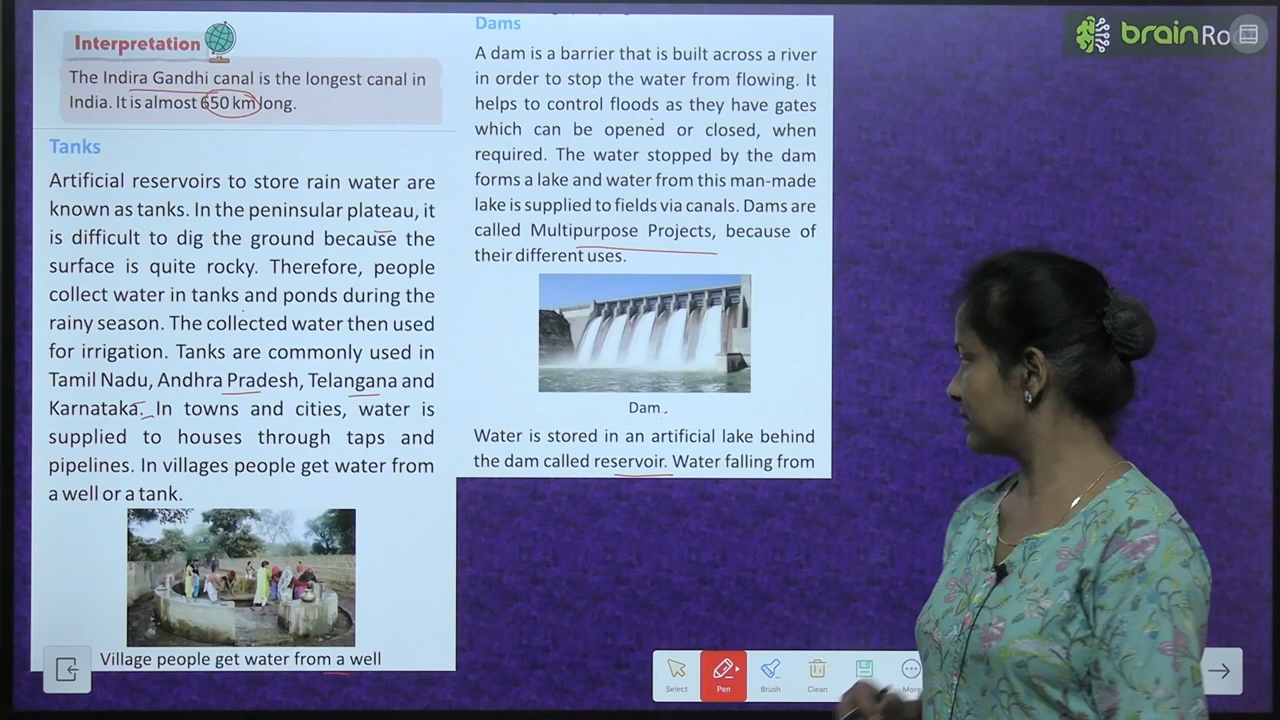 Interpretation
The Indira Gandhi canal is the longest canal in
India. It is almost 650 km long.
Tanks
Artificial reservoirs to store rain water are
known as tanks. In the peninsular plateau, it
is difficult to dig the ground because the
surface is quite rocky. Therefore, people
collect water in tanks and ponds during the
rainy season. The collected water then used
for irrigation. Tanks are commonly used in
Tamil Nadu, Andhra Pradesh, Telangana and
Karnataka. In towns and cities, water is
supplied to houses through taps and
pipelines. In villages people get water from
a well or a tank.
Village people get water from a well
Dams
A dam is a barrier that is built across a river
in order to stop the water from flowing. It
helps to control floods as they have gates
which can be opened or closed, when
required. The water stopped by the dam
forms a lake and water from this man-made
lake is supplied to fields via canals. Dams are
called Multipurpose Projects, because of
their different uses.
Dam
Water is stored in an artificial lake behind
the dam called reservoir. Water falling from
brain
Select
Pen
Brush
Clean
More